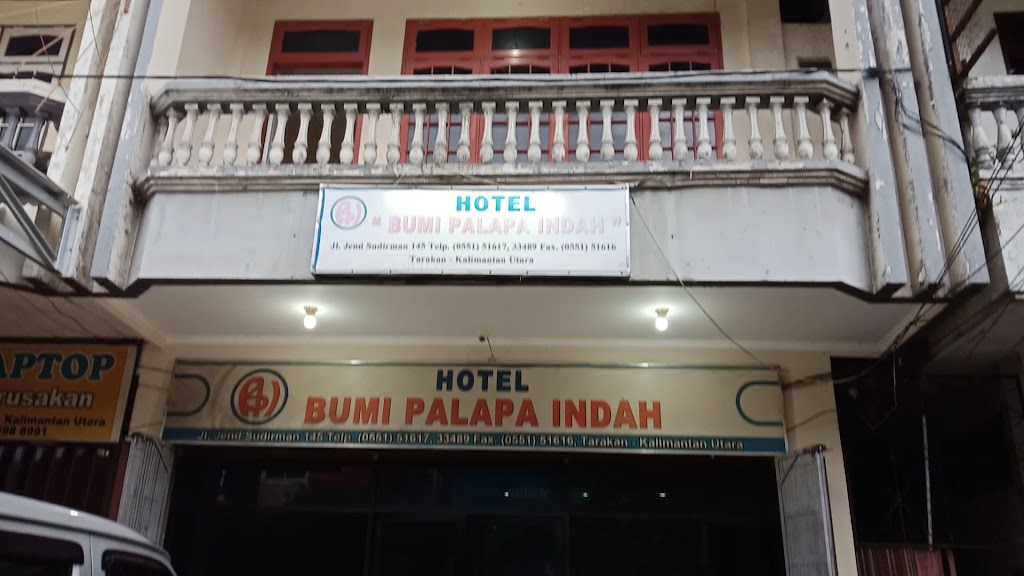 HOTEL
" BUMI PALAPA INDAH "
Jl. Jend Sudirman 145 Telp. (0551) 51617, 33489 Fax. (0551) 51616
Tarakan - Kalimantan Utara
HOTEL
BUMI PALAPA INDAH
Jl. Jend Sudirman 145 Telp. (0551) 51617, 33489 Fax. (0551) 51616, Tarakan - Kalimantan Utara
APTOP
rusakan
- Kalimantan Utara
898 8991